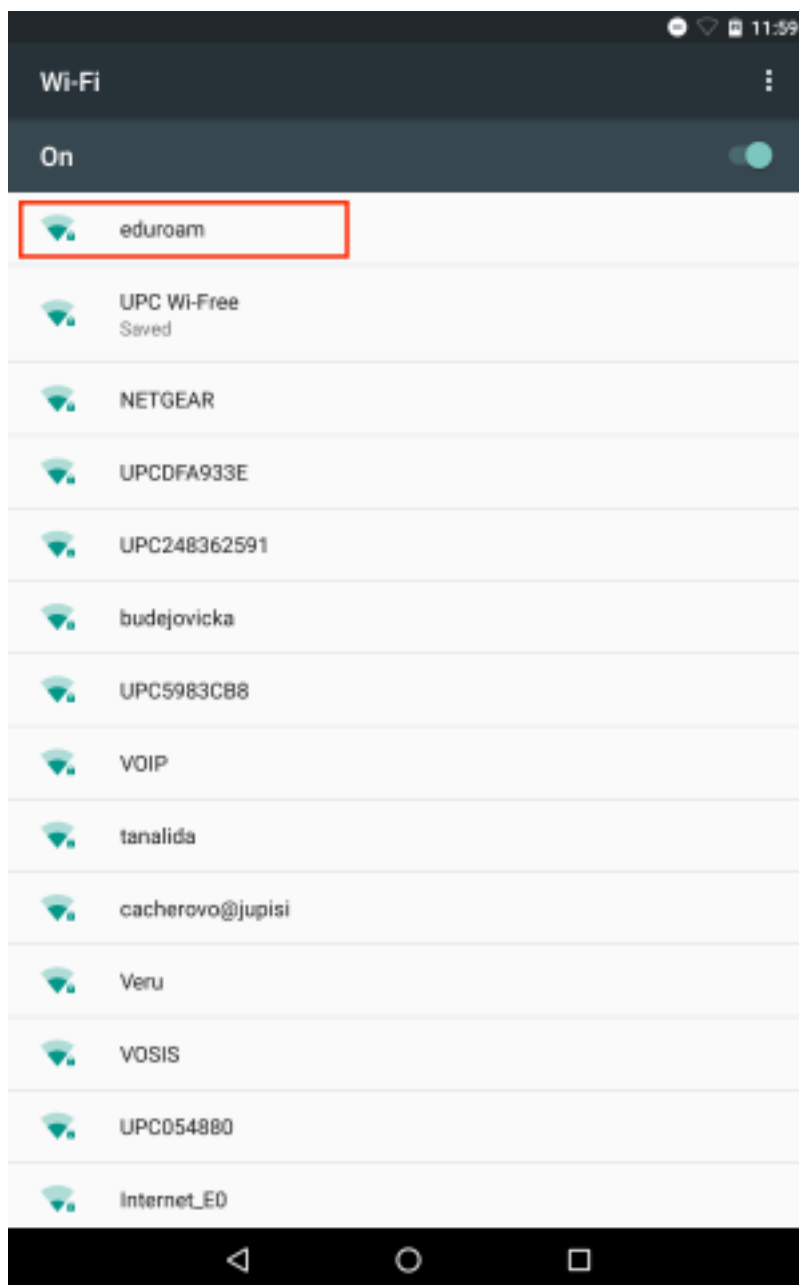 11:59
Wi-Fi
On
eduroam
UPC Wi-Free
Saved
NETGEAR
UPCDFA933E
UPC248362591
budejovicka
UPC5983CB8
VOIP
tanalida
cacherovo@jupisi
Veru
VOSIS
UPC054880
Internet_E0